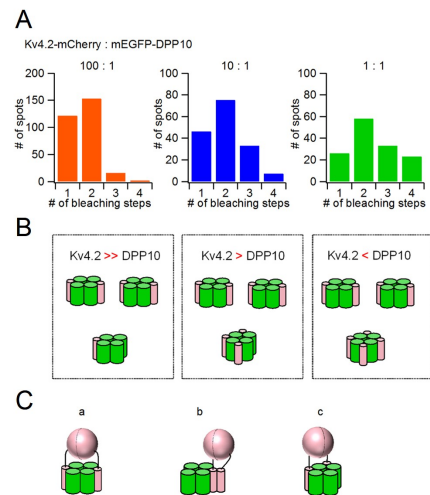 A
Kv4.2-mCherry : mEGFP-DPP10
100 : 1
10 : 1
1 : 1
# of spots
200
150
100
50
0
1 2 3 4
# of bleaching steps
# of spots
100
80
60
40
20
0
1 2 3 4
# of bleaching steps
# of spots
100
80
60
40
20
0
1 2 3 4
# of bleaching steps
B
Kv4.2 >> DPP10
Kv4.2 > DPP10
Kv4.2 < DPP10
C
a
b
c